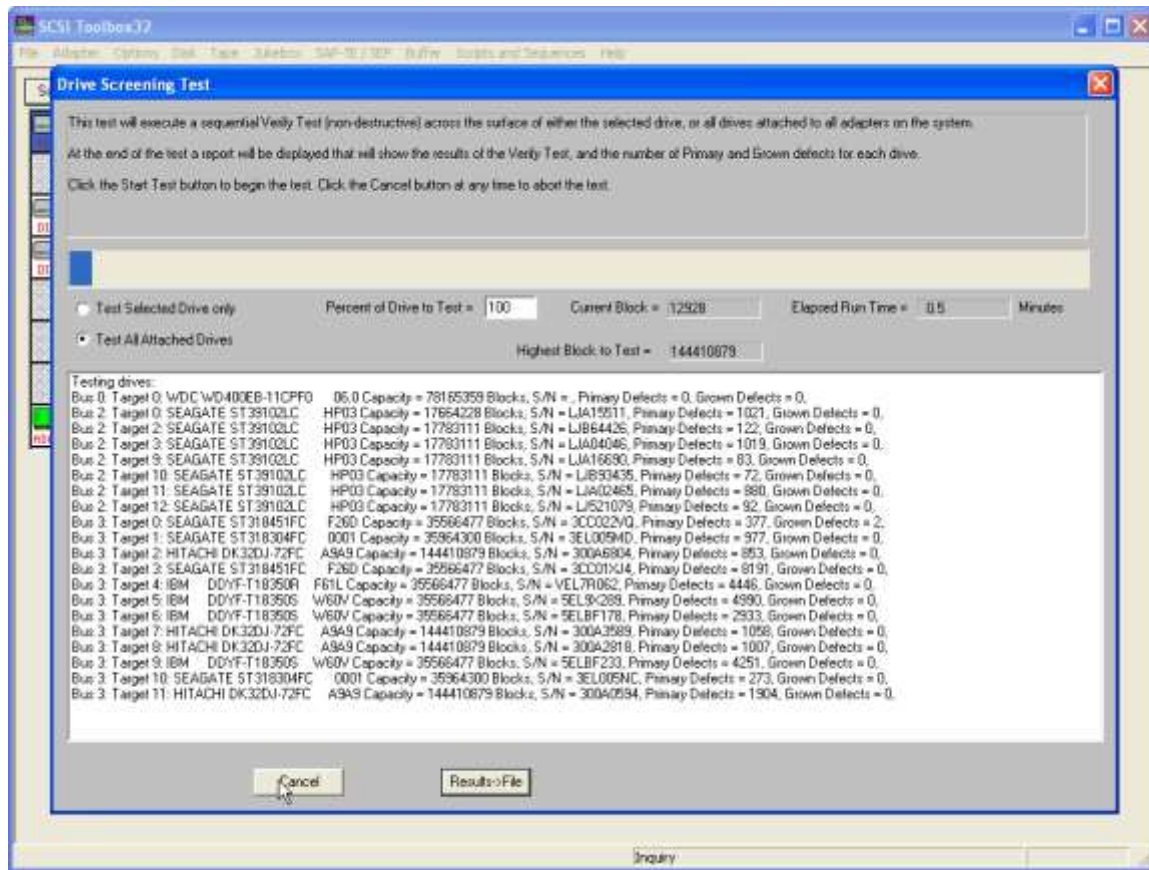 SCSI Toolbox32
File Adapter Options Disk Tape Jukebox SAF-TE / SEP Buffer Scripts and Sequences Help
Drive Screening Test
This test will execute a sequential Verify Test (non-destructive) across the surface of either the selected drive, or all drives attached to all adapters on the system.
At the end of the test a report will be displayed that will show the results of the Verify Test, and the number of Primary and Grown defects for each drive.
Click the Start Test button to begin the test. Click the Cancel button at any time to abort the test.
Test Selected Drive only Percent of Drive to Test = 100 Current Block = 12928 Elapsed Run Time = 0.5 Minutes
Test All Attached Drives Highest Block to Test = 144410879
Testing drives:
Bus 0: Target 0: WDC WD400EB-11CPF0 06.0 Capacity = 78165359 Blocks, S/N = , Primary Defects = 0, Grown Defects = 0,
Bus 2: Target 0: SEAGATE ST39102LC HP03 Capacity = 17664228 Blocks, S/N = LJA15511, Primary Defects = 1021, Grown Defects = 0,
Bus 2: Target 2: SEAGATE ST39102LC HP03 Capacity = 17783111 Blocks, S/N = LJB64426, Primary Defects = 122, Grown Defects = 0,
Bus 2: Target 3: SEAGATE ST39102LC HP03 Capacity = 17783111 Blocks, S/N = LJA04046, Primary Defects = 1019, Grown Defects = 0,
Bus 2: Target 9: SEAGATE ST39102LC HP03 Capacity = 17783111 Blocks, S/N = LJA16690, Primary Defects = 83, Grown Defects = 0,
Bus 2: Target 10: SEAGATE ST39102LC HP03 Capacity = 17783111 Blocks, S/N = LJB93435, Primary Defects = 72, Grown Defects = 0,
Bus 2: Target 11: SEAGATE ST39102LC HP03 Capacity = 17783111 Blocks, S/N = LJA02465, Primary Defects = 880, Grown Defects = 0,
Bus 2: Target 12: SEAGATE ST39102LC HP03 Capacity = 17783111 Blocks, S/N = LJ521079, Primary Defects = 92, Grown Defects = 0,
Bus 3: Target 0: SEAGATE ST318451FC F26D Capacity = 35566477 Blocks, S/N = 3CC022VQ, Primary Defects = 377, Grown Defects = 2,
Bus 3: Target 1: SEAGATE ST318304FC 0001 Capacity = 35964300 Blocks, S/N = 3EL005MD, Primary Defects = 977, Grown Defects = 0,
Bus 3: Target 2: HITACHI DK32DJ-72FC A9A9 Capacity = 144410879 Blocks, S/N = 300A6804, Primary Defects = 853, Grown Defects = 0,
Bus 3: Target 3: SEAGATE ST318451FC F26D Capacity = 35566477 Blocks, S/N = 3CC01XJ4, Primary Defects = 8191, Grown Defects = 0,
Bus 3: Target 4: IBM DDYF-T18350R F61L Capacity = 35566477 Blocks, S/N = VEL7R062, Primary Defects = 4446, Grown Defects = 0,
Bus 3: Target 5: IBM DDYF-T18350S W60V Capacity = 35566477 Blocks, S/N = 5EL9X289, Primary Defects = 4990, Grown Defects = 0,
Bus 3: Target 6: IBM DDYF-T18350S W60V Capacity = 35566477 Blocks, S/N = 5ELBF178, Primary Defects = 2933, Grown Defects = 0,
Bus 3: Target 7: HITACHI DK32DJ-72FC A9A9 Capacity = 144410879 Blocks, S/N = 300A3589, Primary Defects = 1058, Grown Defects = 0,
Bus 3: Target 8: HITACHI DK32DJ-72FC A9A9 Capacity = 144410879 Blocks, S/N = 300A2818, Primary Defects = 1007, Grown Defects = 0,
Bus 3: Target 9: IBM DDYF-T18350S W60V Capacity = 35566477 Blocks, S/N = 5ELBF233, Primary Defects = 4251, Grown Defects = 0,
Bus 3: Target 10: SEAGATE ST318304FC 0001 Capacity = 35964300 Blocks, S/N = 3EL005NC, Primary Defects = 273, Grown Defects = 0,
Bus 3: Target 11: HITACHI DK32DJ-72FC A9A9 Capacity = 144410879 Blocks, S/N = 300A0594, Primary Defects = 1904, Grown Defects = 0,
Cancel Results->File
Inquiry